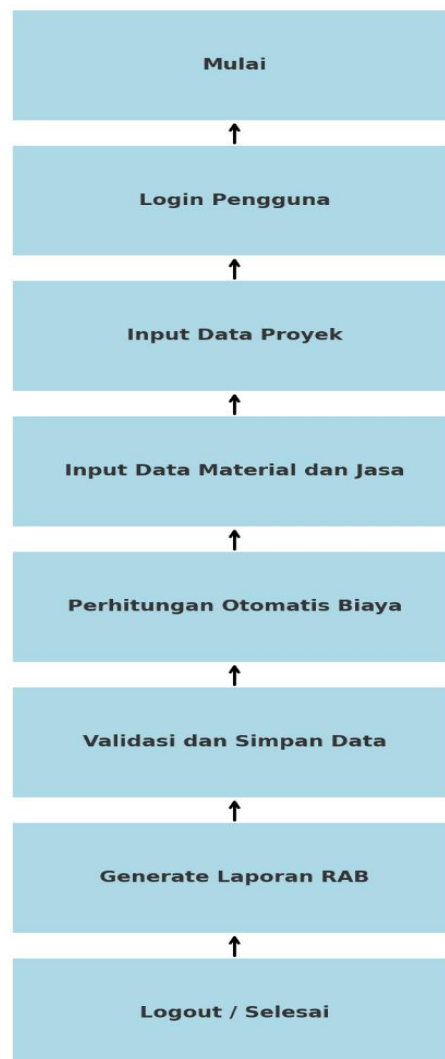 Mulai
Login Pengguna
Input Data Proyek
Input Data Material dan Jasa
Perhitungan Otomatis Biaya
Validasi dan Simpan Data
Generate Laporan RAB
Logout / Selesai